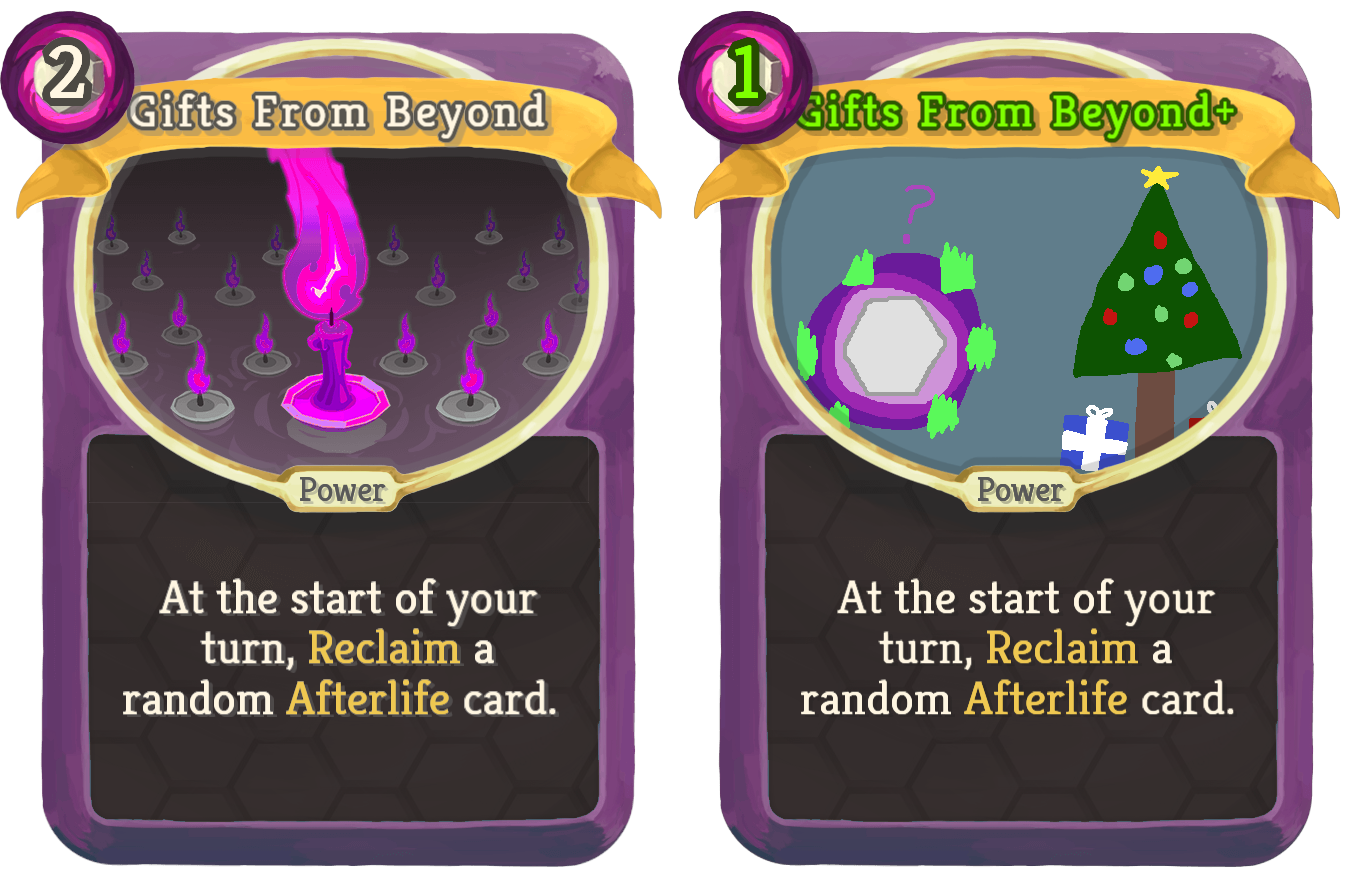 2
Gifts From Beyond
Power
At the start of your
turn, Reclaim a
random Afterlife card.
1
Gifts From Beyond+
?
Power
At the start of your
turn, Reclaim a
random Afterlife card.